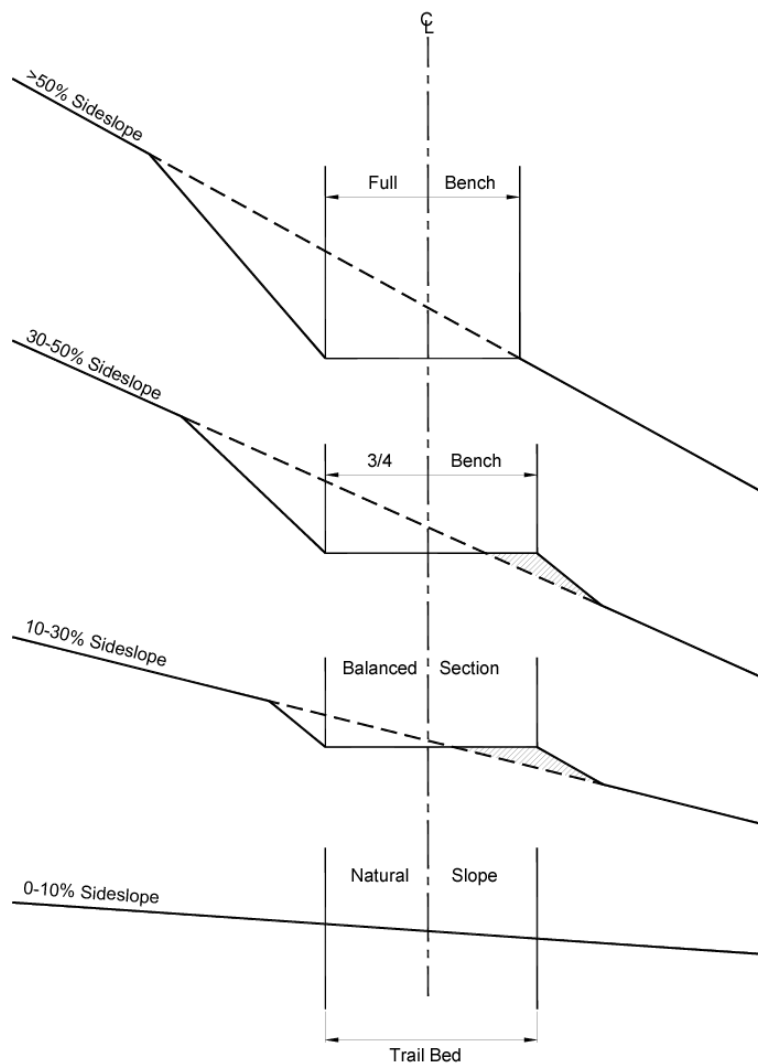 ℄
>50% Sideslope
Full Bench
30-50% Sideslope
3/4 Bench
10-30% Sideslope
Balanced Section
0-10% Sideslope
Natural Slope
Trail Bed